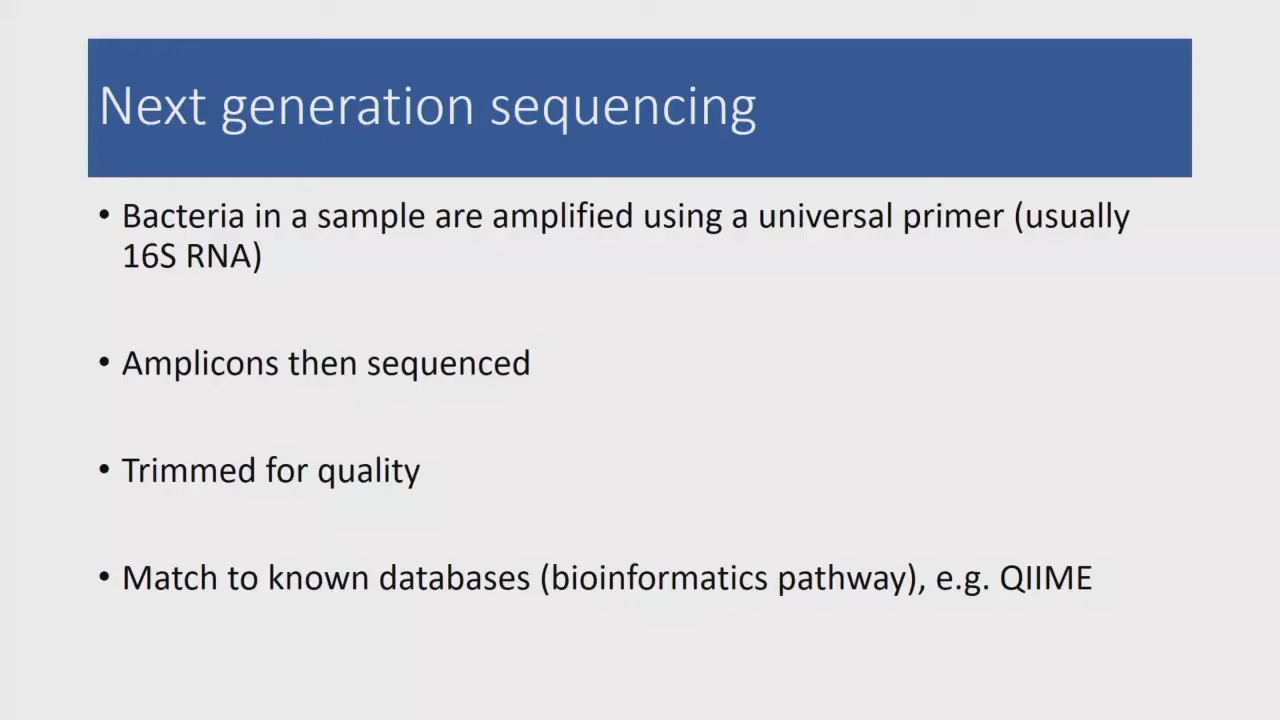 Next generation sequencing
• Bacteria in a sample are amplified using a universal primer (usually
16S RNA)
• Amplicons then sequenced
• Trimmed for quality
• Match to known databases (bioinformatics pathway), e.g. QIIME